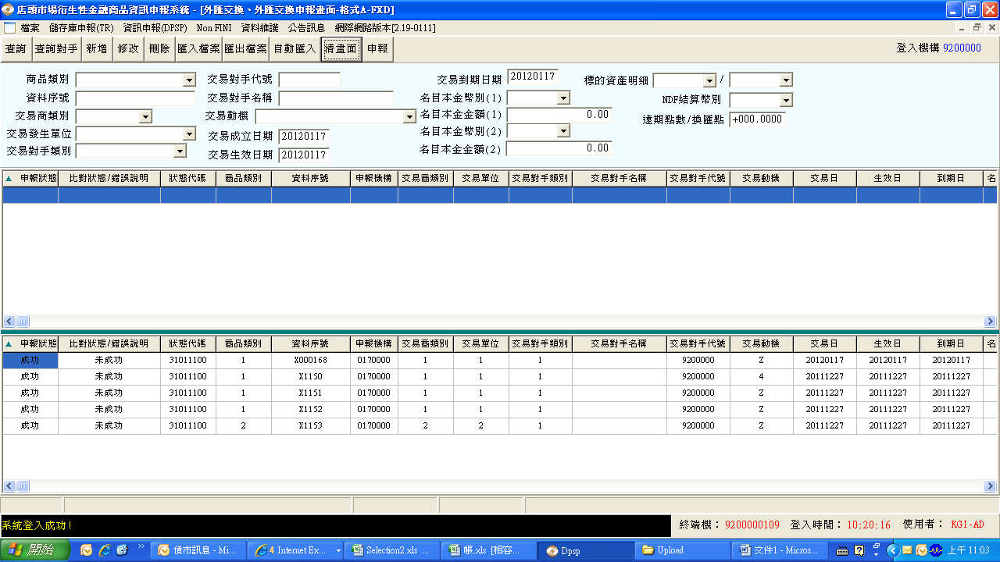 店頭市場衍生性金融商品資訊申報系統 - [外匯交換、外匯交換申報畫面-格式A-FXD]
檔案 儲存庫申報(TR) 資訊申報(DPSP) Non FINI 資料維護 公告訊息 網際網路版本[2.19-0111]
查詢 查詢對手 新增 修改 刪除 匯入檔案 匯出檔案 自動匯入 清畫面 申報 登入機構 9200000
商品類別 交易對手代號 交易到期日期 20120117 標的資產明細 /
資料序號 交易對手名稱 名目本金幣別(1) NDF結算幣別
交易商類別 交易動機 名目本金金額(1) 0.00 遠期點數/換匯點 +000.0000
交易發生單位 交易成立日期 20120117 名目本金幣別(2)
交易對手類別 交易生效日期 20120117 名目本金金額(2) 0.00
申報狀態 比對狀態/錯誤說明 狀態代碼 商品類別 資料序號 申報機構 交易商類別 交易單位 交易對手類別 交易對手名稱 交易對手代號 交易動機 交易日 生效日 到期日 名
申報狀態 比對狀態/錯誤說明 狀態代碼 商品類別 資料序號 申報機構 交易商類別 交易單位 交易對手類別 交易對手名稱 交易對手代號 交易動機 交易日 生效日 到期日 名
成功 未成功 31011100 1 X000168 0170000 1 1 1 9200000 Z 20120117 20120117 20120117
成功 未成功 31011100 1 X1150 0170000 1 1 1 9200000 4 20111227 20111227 20111227
成功 未成功 31011100 1 X1151 0170000 1 1 1 9200000 Z 20111227 20111227 20111227
成功 未成功 31011100 1 X1152 0170000 1 1 1 9200000 Z 20111227 20111227 20111227
成功 未成功 31011100 2 X1153 0170000 2 2 1 9200000 Z 20111227 20111227 20111227
系統登入成功! 終端機： 9200000109 登入時間： 10:20:16 使用者： KGI-AD
開始 債市訊息 - Mi... 4 Internet Ex... Selection2.xls ... 帳.xls [相容... Dpsp Upload 文件1 - Micros... 上午 11:03